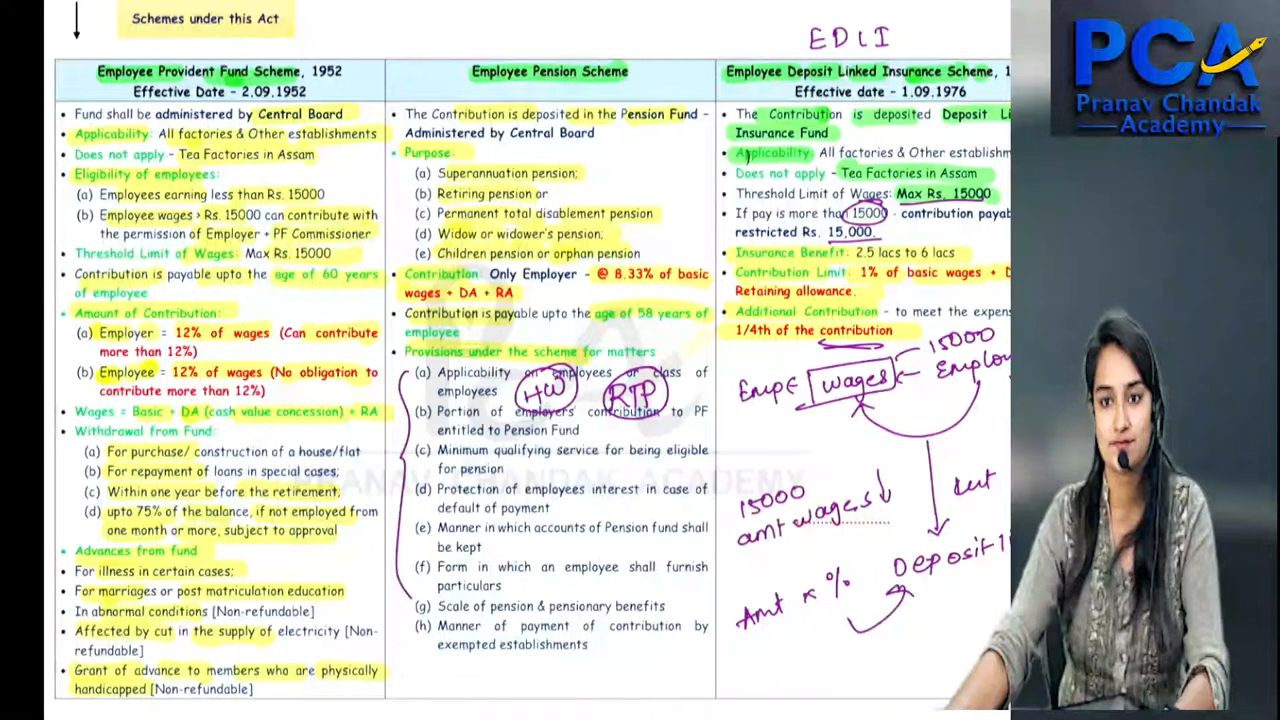 Schemes under this Act
E D L I
PCA
Pranav Chandak
Academy
Employee Provident Fund Scheme, 1952
Effective Date - 2.09.1952
• Fund shall be administered by Central Board
• Applicability: All factories & Other establishments
• Does not apply - Tea Factories in Assam
• Eligibility of employees:
(a) Employees earning less than Rs. 15000
(b) Employee wages > Rs. 15000 can contribute with
the permission of Employer + PF Commissioner
• Threshold Limit of Wages: Max Rs. 15000
• Contribution is payable upto the age of 60 years
of employee
• Amount of Contribution:
(a) Employer = 12% of wages (Can contribute
more than 12%)
(b) Employee = 12% of wages (No obligation to
contribute more than 12%)
• Wages = Basic + DA (cash value concession) + RA
• Withdrawal from Fund:
(a) For purchase/ construction of a house/flat
(b) For repayment of loans in special cases;
(c) Within one year before the retirement;
(d) upto 75% of the balance, if not employed from
one month or more, subject to approval
• Advances from fund
• For illness in certain cases;
• For marriages or post matriculation education
• In abnormal conditions [Non-refundable]
• Affected by cut in the supply of electricity [Non-
refundable]
• Grant of advance to members who are physically
handicapped [Non-refundable]
Employee Pension Scheme
• The Contribution is deposited in the Pension Fund -
Administered by Central Board
• Purpose:
(a) Superannuation pension;
(b) Retiring pension or
(c) Permanent total disablement pension
(d) Widow or widower's pension;
(e) Children pension or orphan pension
• Contribution: Only Employer - @ 8.33% of basic
wages + DA + RA
• Contribution is payable upto the age of 58 years of
employee
• Provisions under the scheme for matters
(a) Applicability on employees or class of
employees
HW
RTP
(b) Portion of employers' contribution to PF
entitled to Pension Fund
(c) Minimum qualifying service for being eligible
for pension
(d) Protection of employees interest in case of
default of payment
(e) Manner in which accounts of Pension fund shall
be kept
(f) Form in which an employee shall furnish
particulars
(g) Scale of pension & pensionary benefits
(h) Manner of payment of contribution by
exempted establishments
PRANAV CHANDAK ACADEMY
Employee Deposit Linked Insurance Scheme, 1
Effective date - 1.09.1976
• The Contribution is deposited Deposit Li
Insurance Fund
• Applicability: All factories & Other establishm
• Does not apply - Tea Factories in Assam
• Threshold Limit of Wages: Max Rs. 15000
• If pay is more than 15000 - contribution payab
restricted Rs. 15,000.
• Insurance Benefit: 2.5 lacs to 6 lacs
• Contribution Limit: 1% of basic wages + D
Retaining allowance.
• Additional Contribution - to meet the expens
1/4th of the contribution
15000
wages
15000
amt wages
Deposit
Amt x %